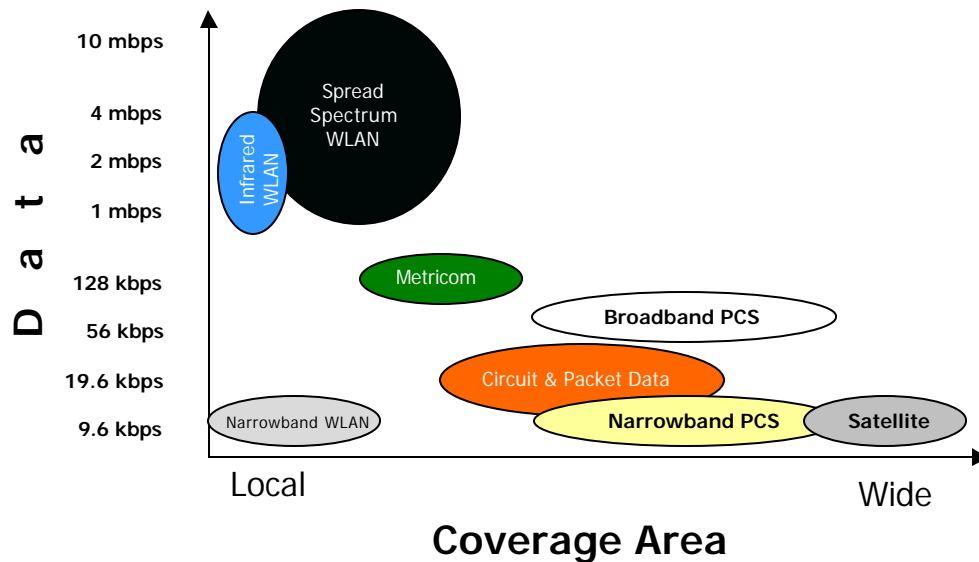 10 mbps
4 mbps
2 mbps
1 mbps
128 kbps
56 kbps
19.6 kbps
9.6 kbps
Data
Spread
Spectrum
WLAN
Infrared
WLAN
Metricom
Broadband PCS
Circuit & Packet Data
Narrowband WLAN
Narrowband PCS
Satellite
Local
Wide
Coverage Area